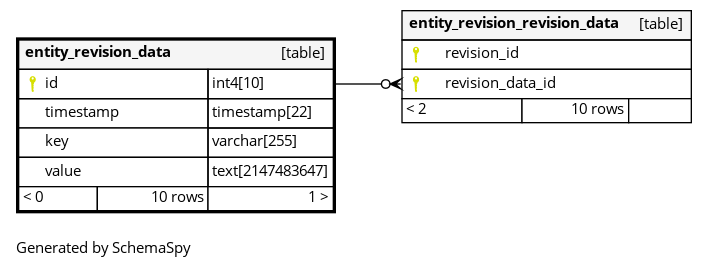 entity_revision_data [table]
id int4[10]
timestamp timestamp[22]
key varchar[255]
value text[2147483647]
< 0 10 rows 1 >
entity_revision_revision_data [table]
revision_id
revision_data_id
< 2 10 rows
Generated by SchemaSpy